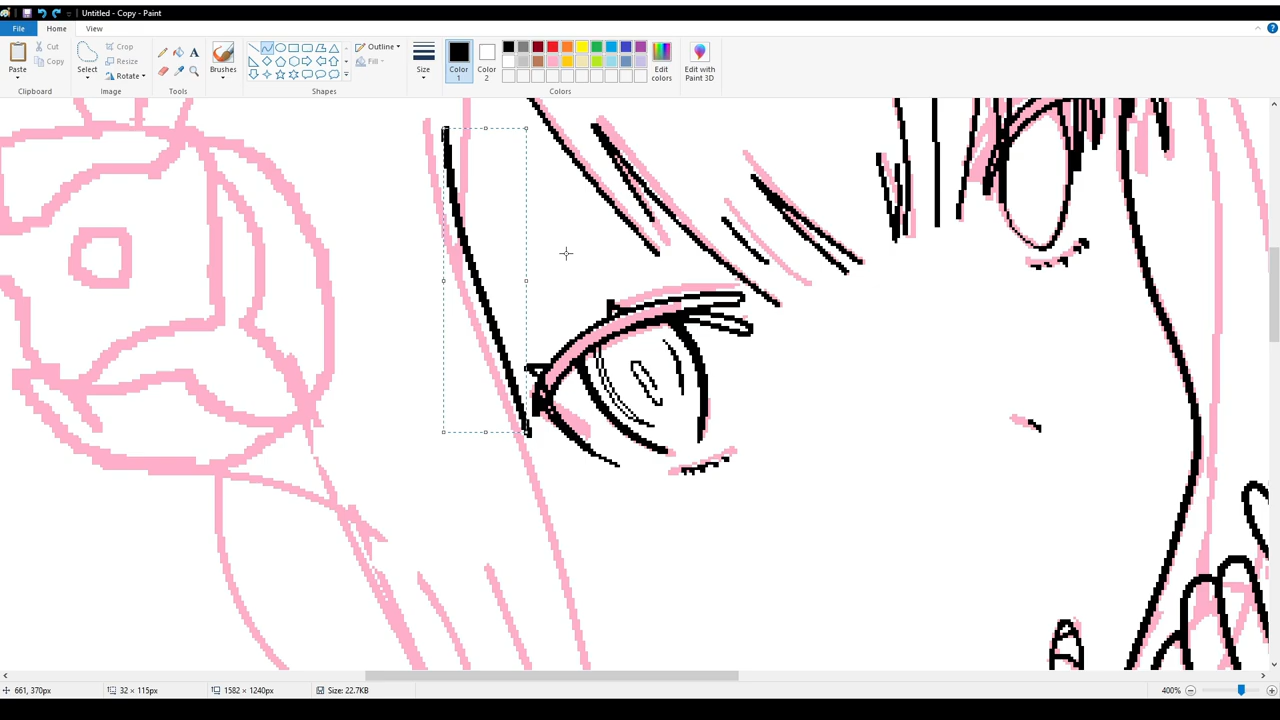 Untitled - Copy - Paint
File Home View
Paste Cut Copy
Clipboard
Select Crop Resize Rotate
Image
A
Tools
Brushes
Outline Fill
Shapes
Size
Color 1
Color 2
Edit colors
Colors
Edit with Paint 3D
661, 370px 32 × 115px 1582 × 1240px Size: 22.7KB 400%